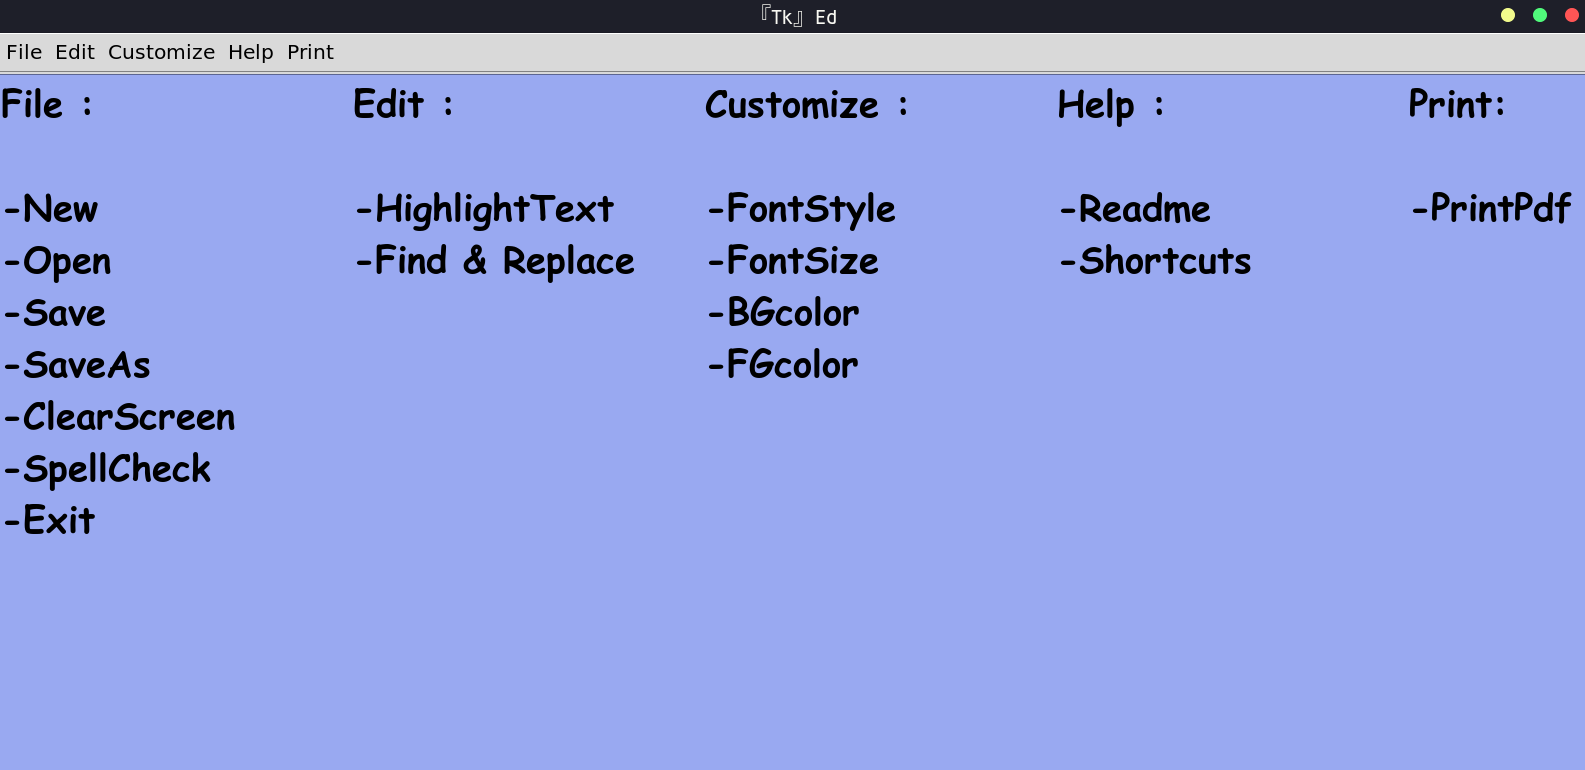 『Tk』Ed
File Edit Customize Help Print
File : Edit : Customize : Help : Print:
-New -HighlightText -FontStyle -Readme -PrintPdf
-Open -Find & Replace -FontSize -Shortcuts
-Save -BGcolor
-SaveAs -FGcolor
-ClearScreen
-SpellCheck
-Exit